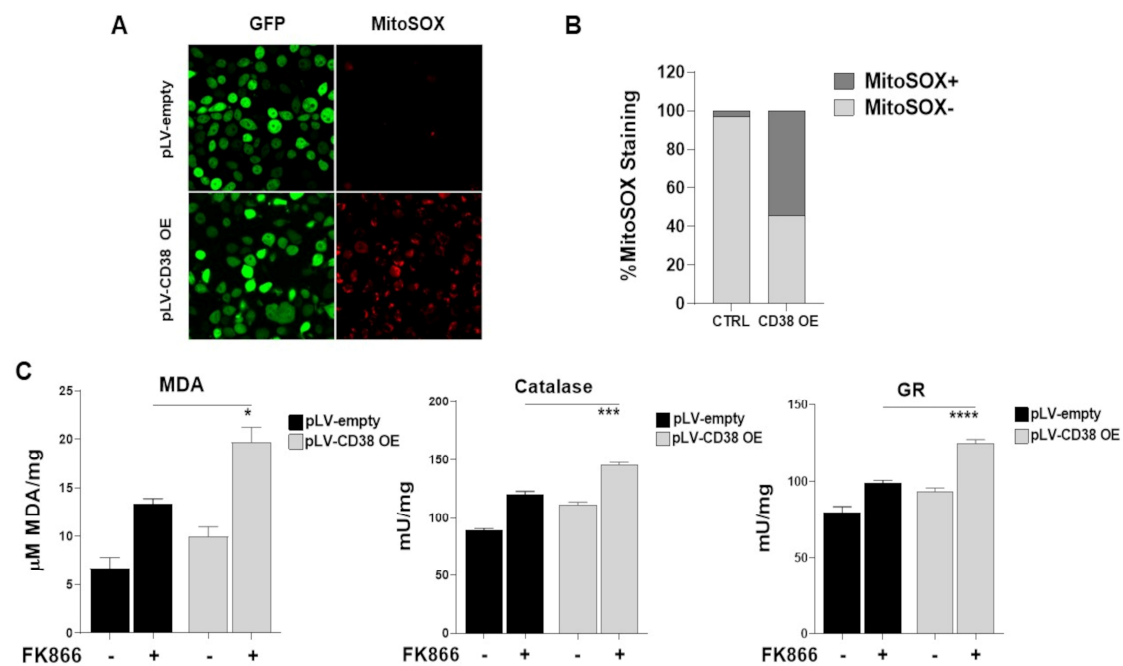 A
GFP
MitoSOX
pLV-empty
pLV-CD38 OE
B
%MitoSOX Staining
120
100
80
60
40
20
0
CTRL
CD38 OE
MitoSOX+
MitoSOX-
C
MDA
μM MDA/mg
25
20
15
10
5
0
*
pLV-empty
pLV-CD38 OE
FK866 - + - +
Catalase
mU/mg
200
150
100
50
0
***
pLV-empty
pLV-CD38 OE
FK866 - + - +
GR
mU/mg
150
100
50
0
****
pLV-empty
pLV-CD38 OE
FK866 - + - +